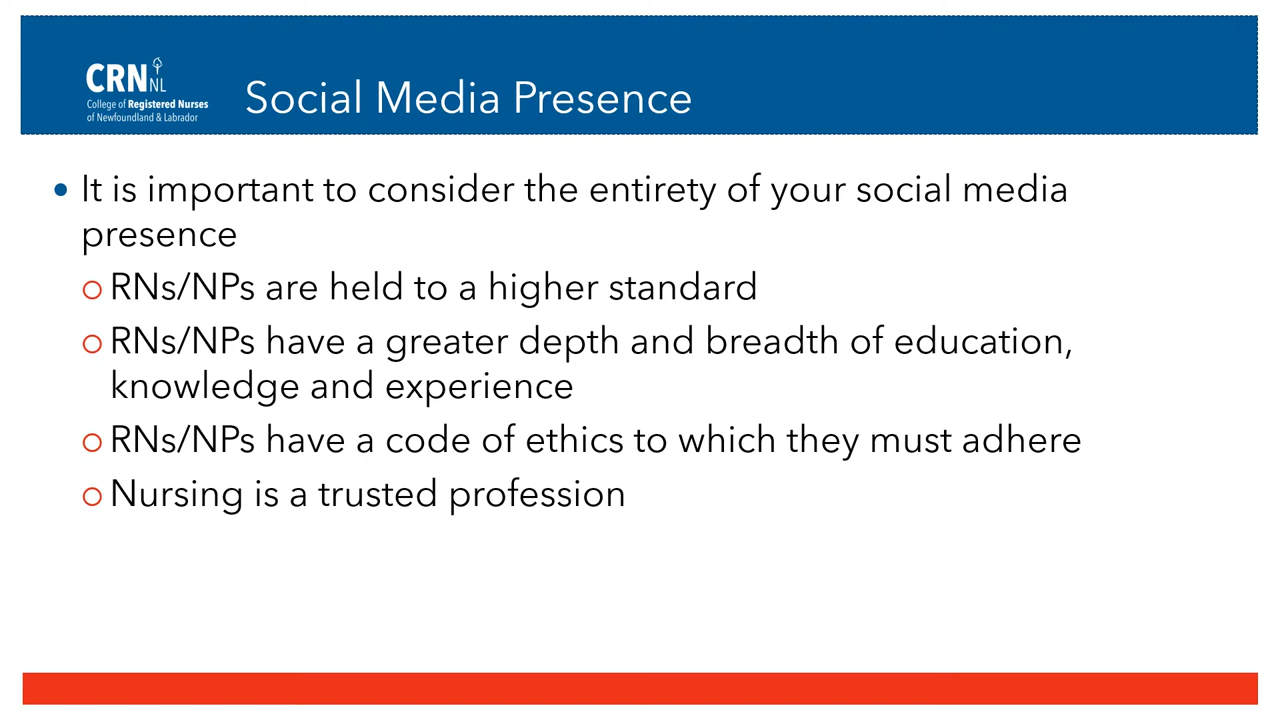 CRN
NL
College of Registered Nurses
of Newfoundland & Labrador
Social Media Presence
• It is important to consider the entirety of your social media
presence
○ RNs/NPs are held to a higher standard
○ RNs/NPs have a greater depth and breadth of education,
knowledge and experience
○ RNs/NPs have a code of ethics to which they must adhere
○ Nursing is a trusted profession